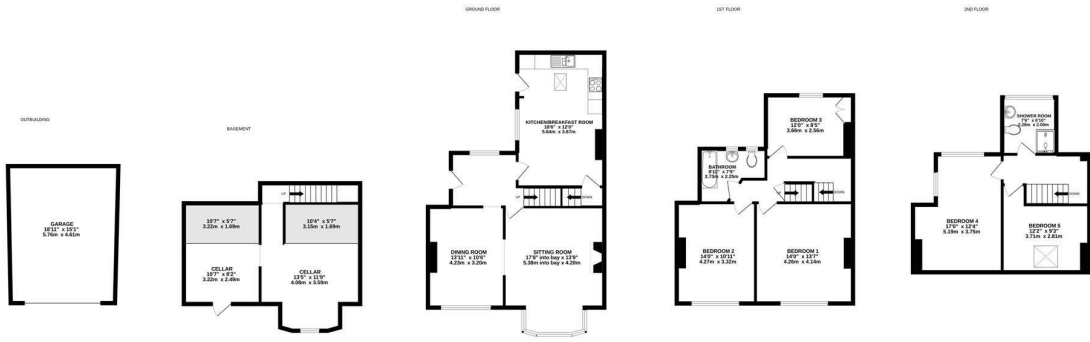 OUTBUILDING
GARAGE
18'11" x 15'1"
5.76m x 4.61m
BASEMENT
UP
10'7" x 5'7"
3.22m x 1.69m
10'4" x 5'7"
3.15m x 1.69m
CELLAR
10'7" x 8'2"
3.22m x 2.49m
CELLAR
13'5" x 11'9"
4.08m x 3.59m
GROUND FLOOR
KITCHEN/BREAKFAST ROOM
18'6" x 12'0"
5.64m x 3.67m
UP
DOWN
DINING ROOM
13'11" x 10'6"
4.23m x 3.20m
SITTING ROOM
17'8" into bay x 13'9"
5.38m into bay x 4.20m
1ST FLOOR
BEDROOM 3
12'0" x 8'5"
3.66m x 2.56m
BATHROOM
8'11" x 7'5"
2.73m x 2.25m
UP
DOWN
BEDROOM 2
14'0" x 10'11"
4.27m x 3.32m
BEDROOM 1
14'0" x 13'7"
4.26m x 4.14m
2ND FLOOR
SHOWER ROOM
7'6" x 6'10"
2.28m x 2.09m
DOWN
BEDROOM 4
17'0" x 12'4"
5.19m x 3.75m
BEDROOM 5
12'2" x 9'3"
3.71m x 2.81m